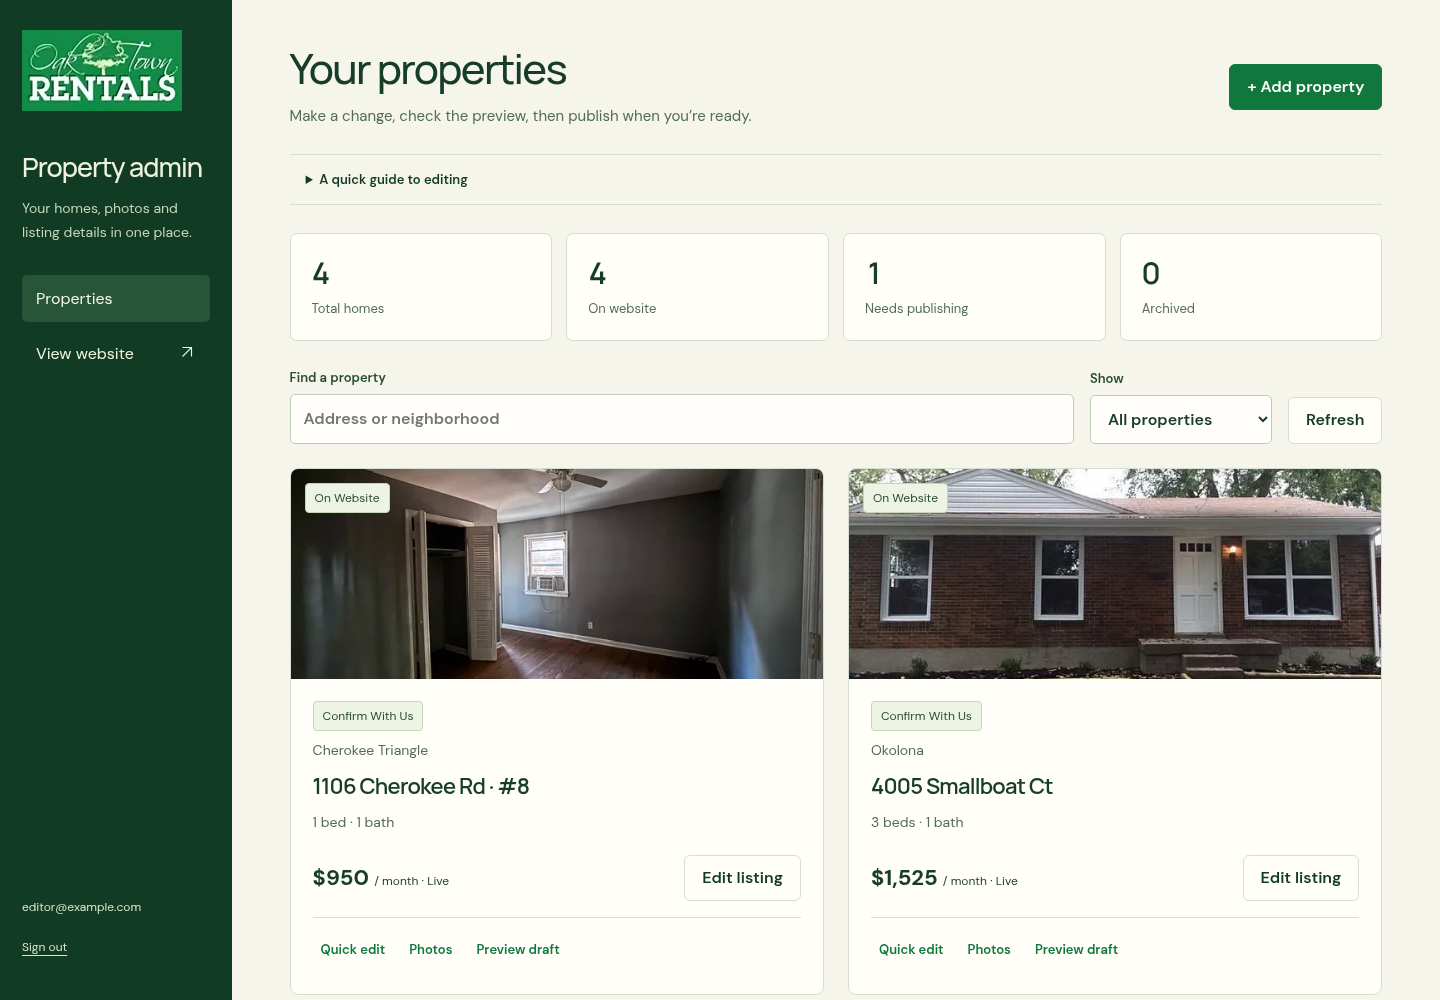 Oak Town
RENTALS
Property admin
Your homes, photos and
listing details in one place.
Properties
View website
editor@example.com
Sign out
Your properties
Make a change, check the preview, then publish when you’re ready.
+ Add property
A quick guide to editing
4
Total homes
4
On website
1
Needs publishing
0
Archived
Find a property
Address or neighborhood
Show
All properties
Refresh
On Website
Confirm With Us
Cherokee Triangle
1106 Cherokee Rd · #8
1 bed · 1 bath
$950 / month · Live
Edit listing
Quick edit Photos Preview draft
On Website
Confirm With Us
Okolona
4005 Smallboat Ct
3 beds · 1 bath
$1,525 / month · Live
Edit listing
Quick edit Photos Preview draft